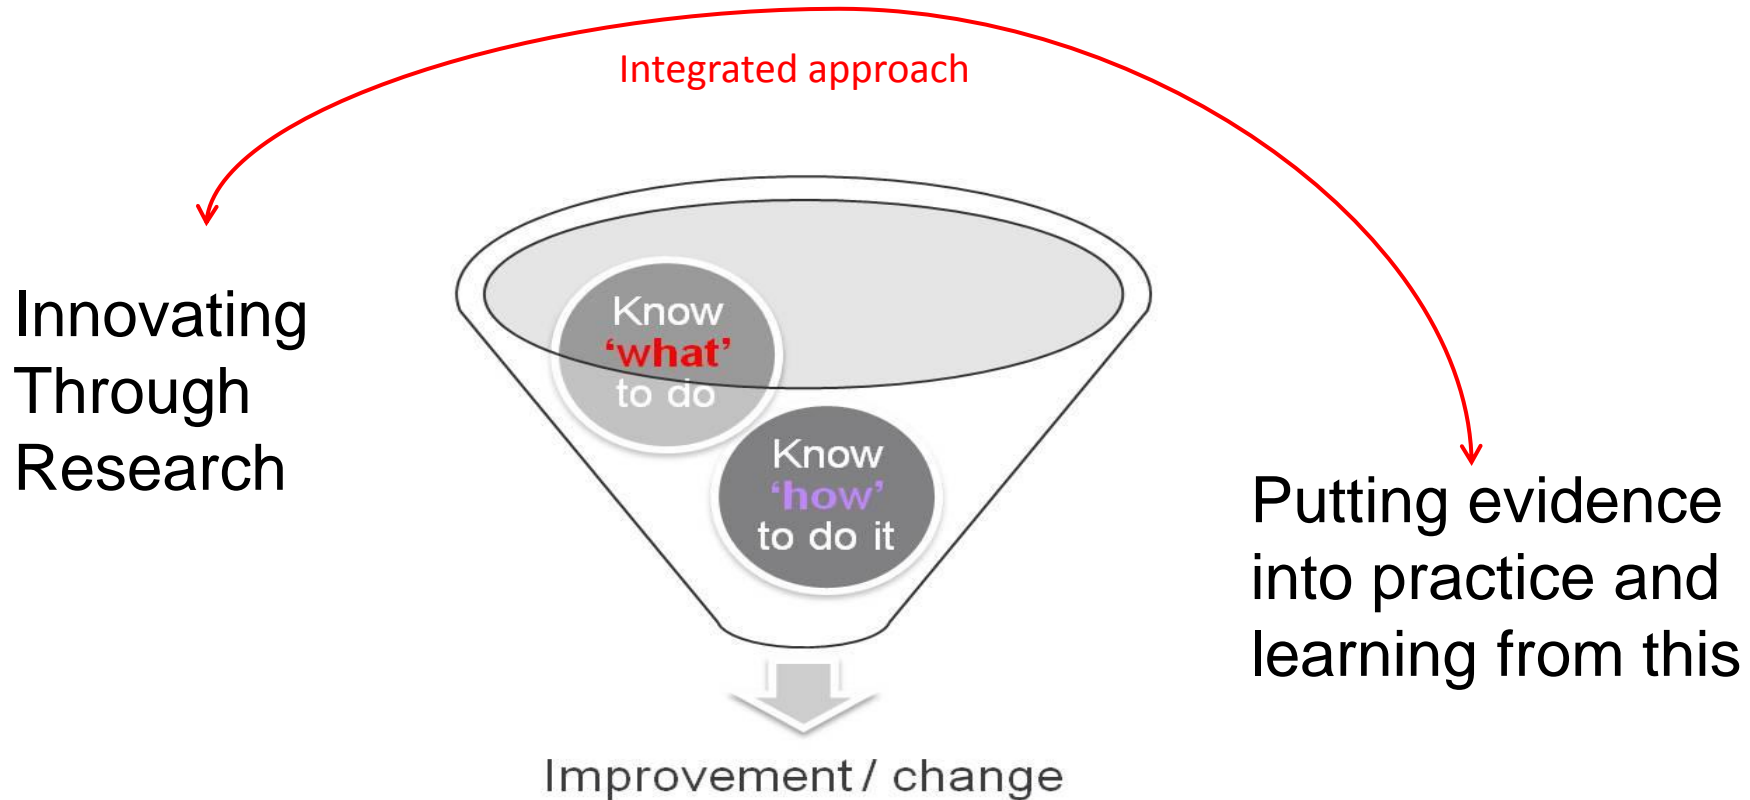 Integrated approach
Innovating
Through
Research
Know
‘what’
to do
Know
‘how’
to do it
Putting evidence
into practice and
learning from this
Improvement / change